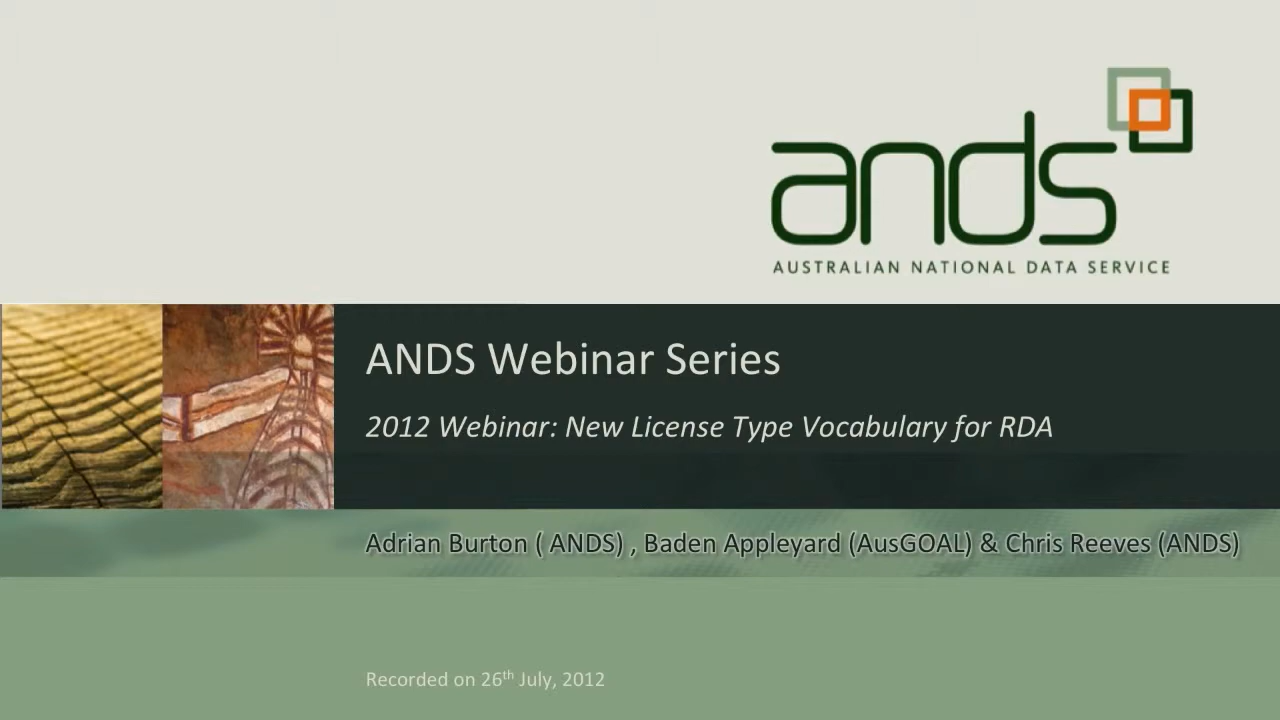 ands
AUSTRALIAN NATIONAL DATA SERVICE
ANDS Webinar Series
2012 Webinar: New License Type Vocabulary for RDA
Adrian Burton ( ANDS) , Baden Appleyard (AusGOAL) & Chris Reeves (ANDS)
Recorded on 26th July, 2012